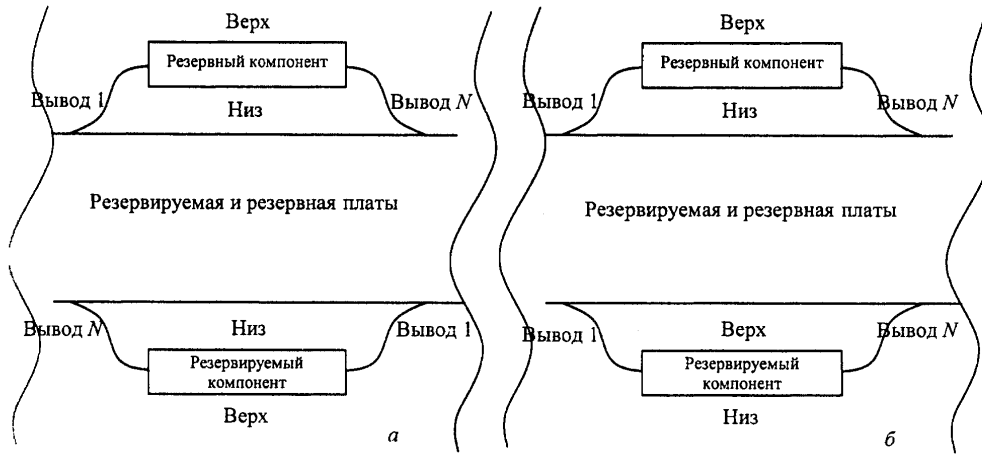 Верх
Резервный компонент
Вывод 1
Вывод N
Низ
Резервируемая и резервная платы
Вывод N
Низ
Вывод 1
Резервируемый
компонент
Верх
а
Верх
Резервный компонент
Вывод 1
Вывод N
Низ
Резервируемая и резервная платы
Вывод 1
Верх
Вывод N
Резервируемый
компонент
Низ
б